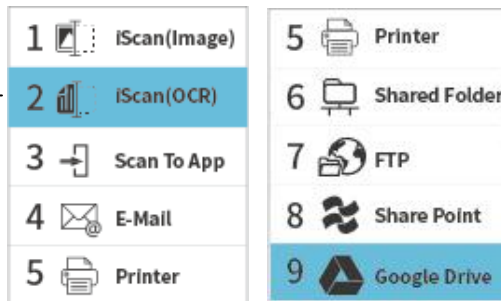 1 iScan(Image)
2 iScan(OCR)
3 Scan To App
4 E-Mail
5 Printer
5 Printer
6 Shared Folder
7 FTP
8 Share Point
9 Google Drive